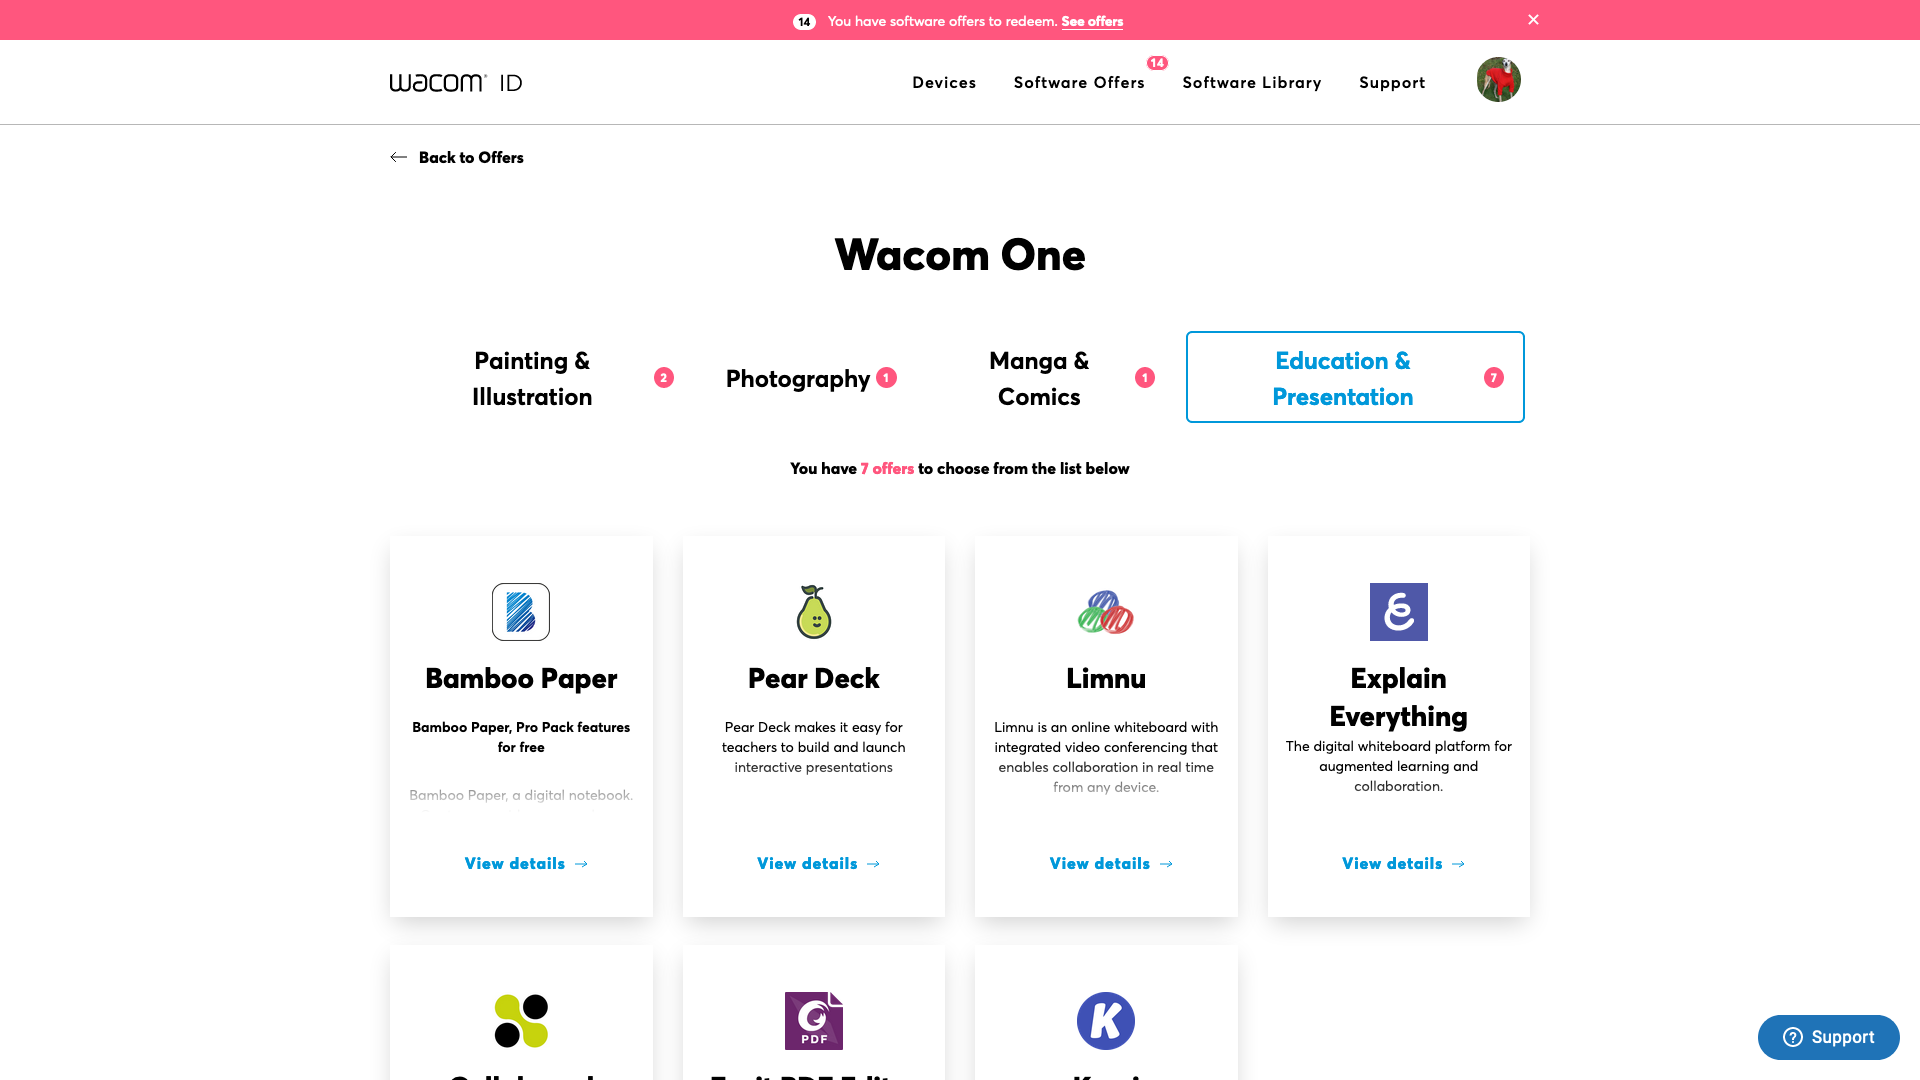 14 You have software offers to redeem. See offers
wacom ID
Devices
Software Offers
14
Software Library
Support
Back to Offers
Wacom One
Painting &
Illustration
2
Photography
1
Manga &
Comics
1
Education &
Presentation
7
You have 7 offers to choose from the list below
Bamboo Paper
Bamboo Paper, Pro Pack features
for free
Bamboo Paper, a digital notebook.
View details
Pear Deck
Pear Deck makes it easy for
teachers to build and launch
interactive presentations
View details
Limnu
Limnu is an online whiteboard with
integrated video conferencing that
enables collaboration in real time
from any device.
View details
Explain
Everything
The digital whiteboard platform for
augmented learning and
collaboration.
View details
PDF
K
Support